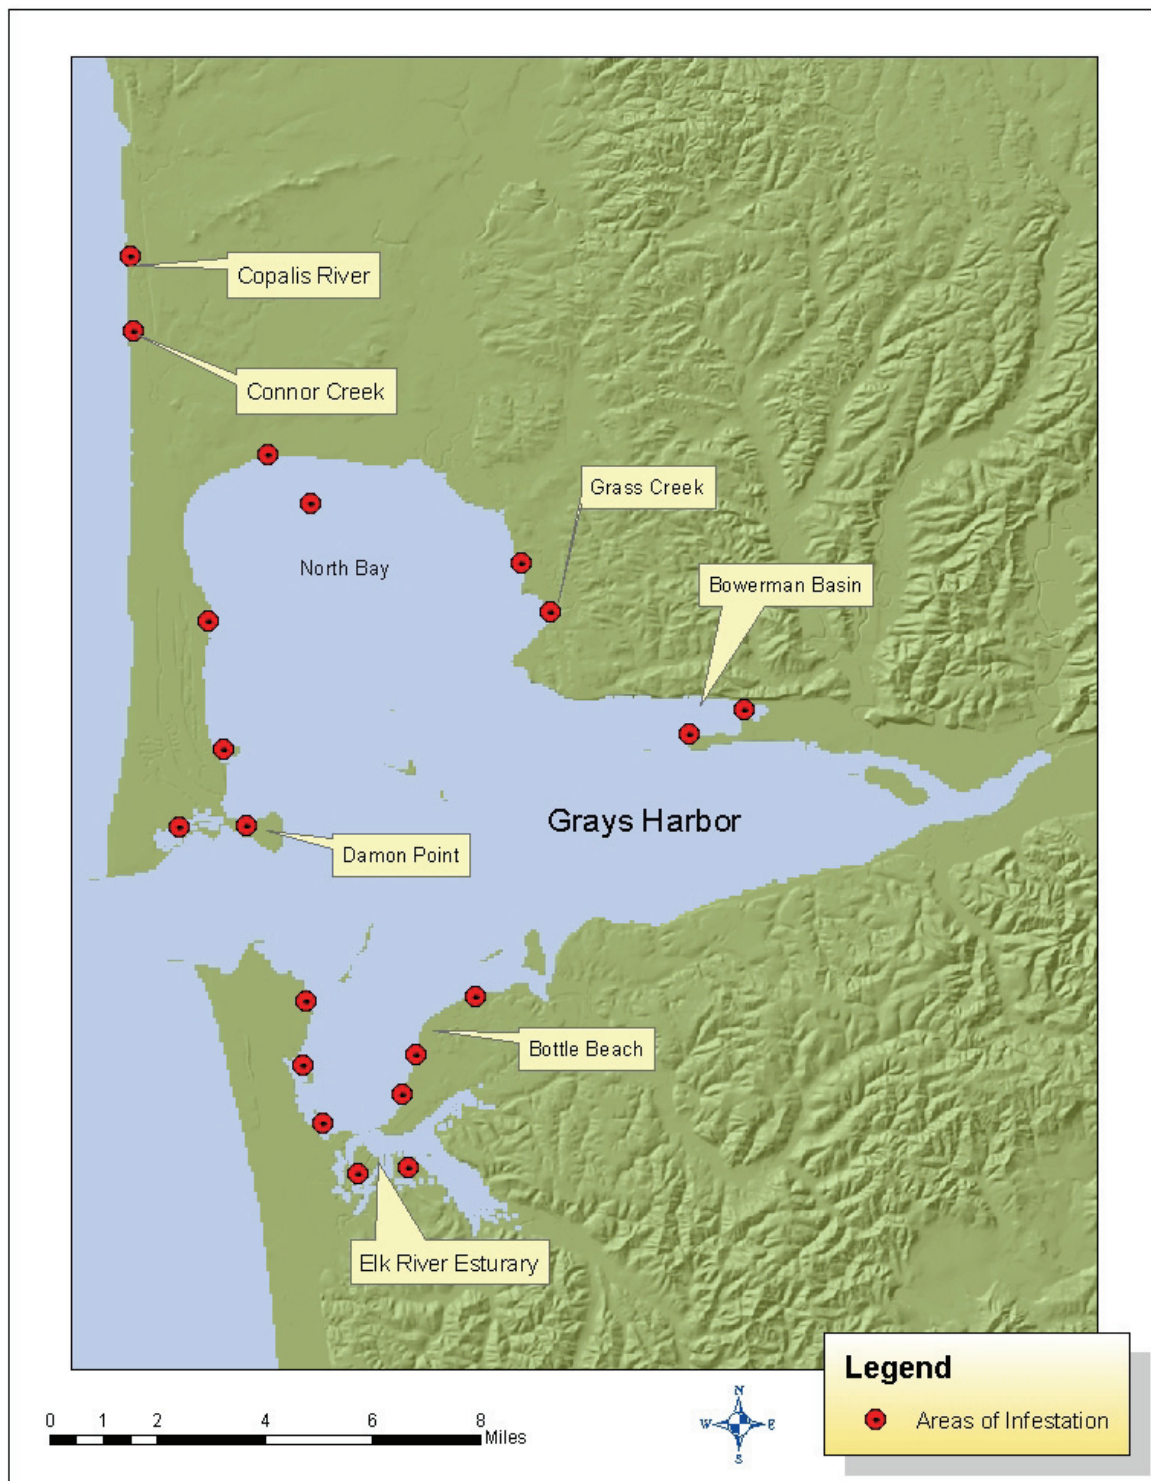 Copalis River
Connor Creek
Grass Creek
North Bay
Bowerman Basin
Grays Harbor
Damon Point
Bottle Beach
Elk River Esturary
Legend
Areas of Infestation
0 1 2 4 6 8
Miles
N
W E
S